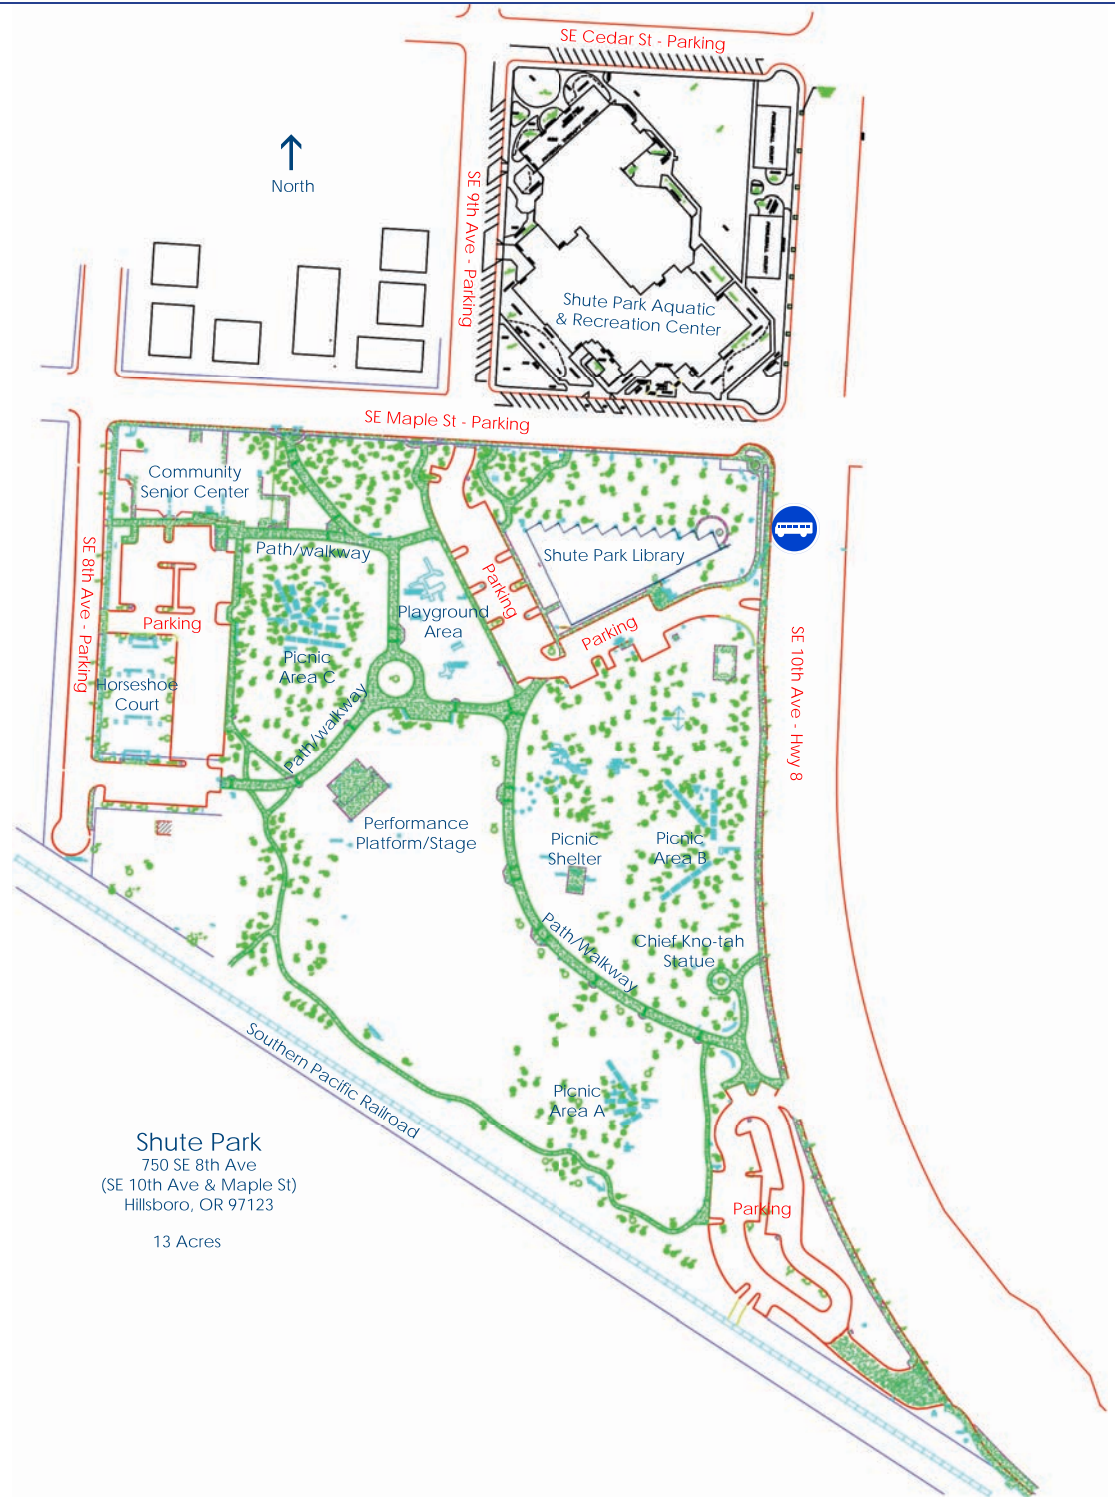 SE Cedar St - Parking
North
SE 9th Ave - Parking
Shute Park Aquatic
& Recreation Center
SE Maple St - Parking
Community
Senior Center
SE 8th Ave - Parking
Path/walkway
Shute Park Library
Parking
Playground
Area
Parking
Parking
Picnic
Area C
Horseshoe
Court
SE 10th Ave - Hwy 8
Path/walkway
Performance
Platform/Stage
Picnic
Shelter
Picnic
Area B
Path/Walkway
Chief Kno-tah
Statue
Southern Pacific Railroad
Picnic
Area A
Shute Park
750 SE 8th Ave
(SE 10th Ave & Maple St)
Hillsboro, OR 97123
13 Acres
Parking